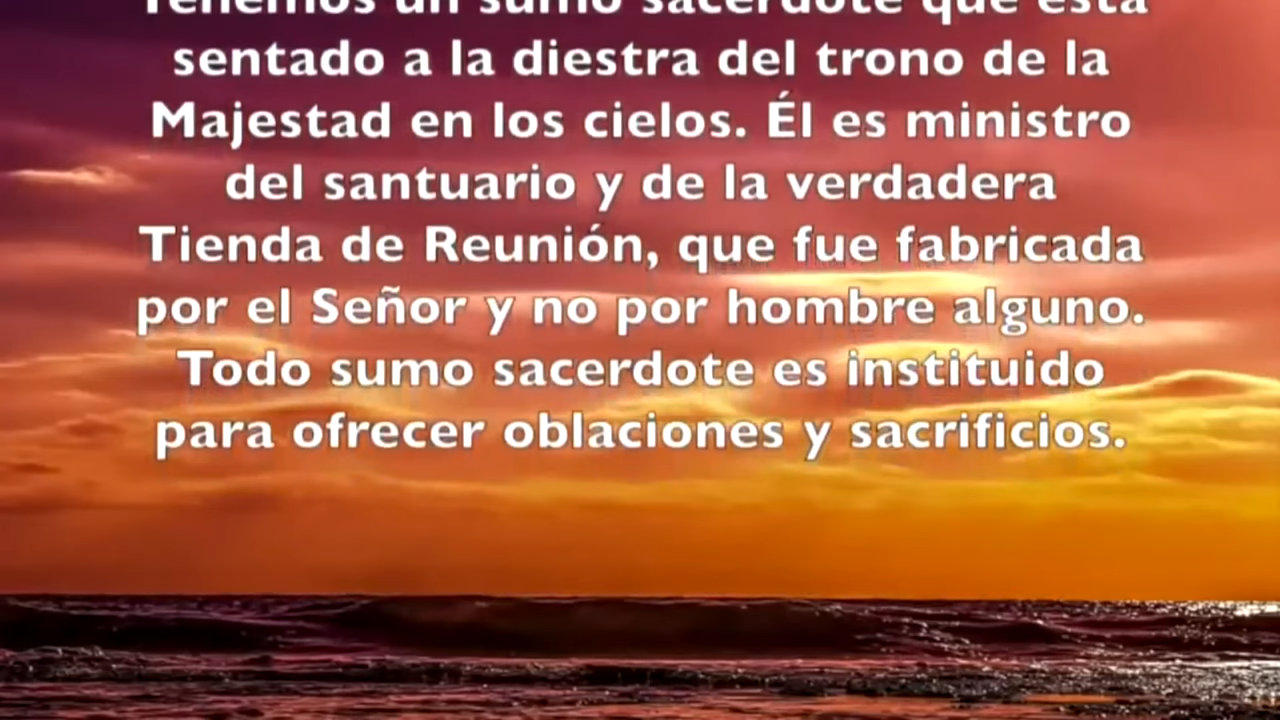 Tenemos un sumo sacerdote que está
sentado a la diestra del trono de la
Majestad en los cielos. Él es ministro
del santuario y de la verdadera
Tienda de Reunión, que fue fabricada
por el Señor y no por hombre alguno.
Todo sumo sacerdote es instituido
para ofrecer oblaciones y sacrificios.